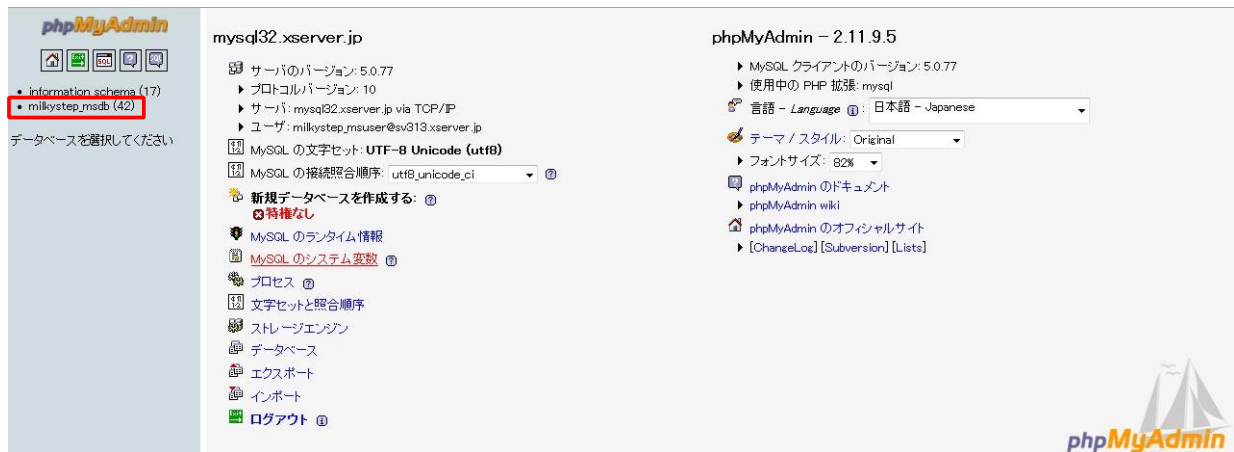 phpMyAdmin
information schema (17)
milkystep_msdb (42)
データベースを選択してください
mysql32.xserver.jp
サーバのバージョン: 5.0.77
プロトコルバージョン: 10
サーバ: mysql32.xserver.jp via TCP/IP
ユーザ: milkystep_msuser@sv313.xserver.jp
MySQL の文字セット: UTF-8 Unicode (utf8)
MySQL の接続照合順序: utf8_unicode_ci
新規データベースを作成する:
特権なし
MySQL のランタイム情報
MySQL のシステム変数
プロセス
文字セットと照合順序
ストレージエンジン
データベース
エクスポート
インポート
ログアウト
phpMyAdmin - 2.11.9.5
MySQL クライアントのバージョン: 5.0.77
使用中の PHP 拡張: mysql
言語 - Language : 日本語 - Japanese
テーマ / スタイル: Original
フォントサイズ: 82%
phpMyAdmin のドキュメント
phpMyAdmin wiki
phpMyAdmin のオフィシャルサイト
[ChangeLog] [Subversion] [Lists]
phpMyAdmin